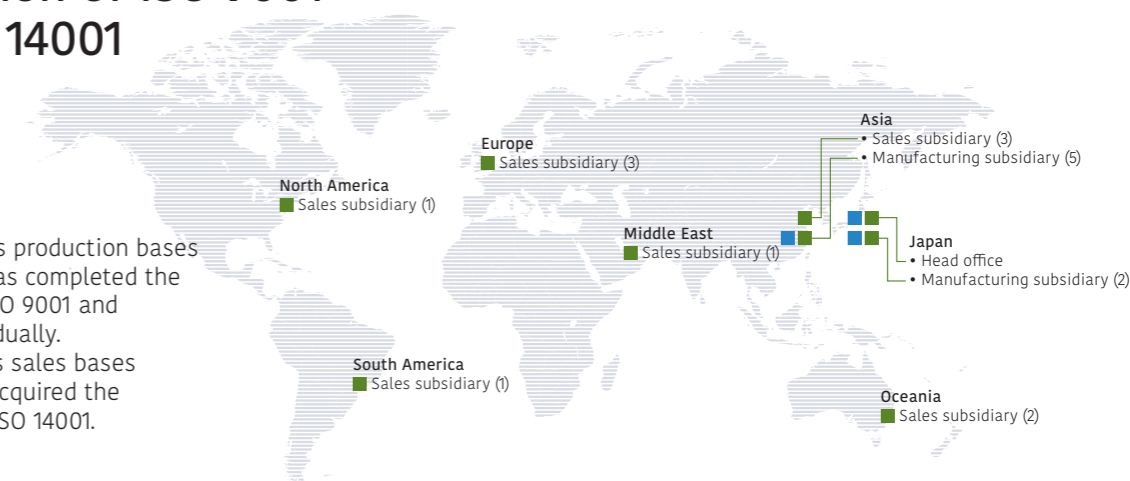 14001
s production bases
as completed the
O 9001 and
dually.
s sales bases
cquired the
SO 14001.
North America
Sales subsidiary (1)
Europe
Sales subsidiary (3)
Asia
• Sales subsidiary (3)
• Manufacturing subsidiary (5)
Middle East
Sales subsidiary (1)
Japan
• Head office
• Manufacturing subsidiary (2)
South America
Sales subsidiary (1)
Oceania
Sales subsidiary (2)